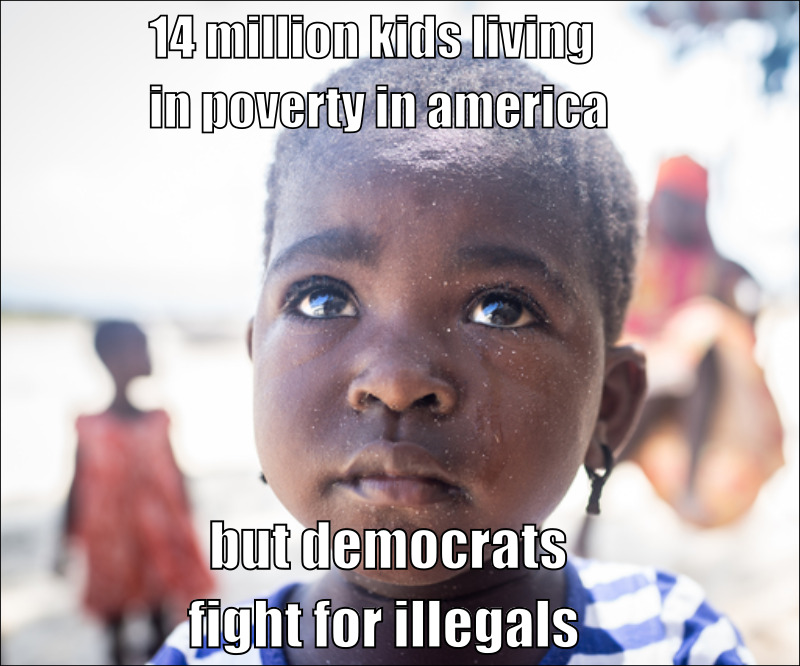 14 million kids living
in poverty in america
but democrats
fight for illegals